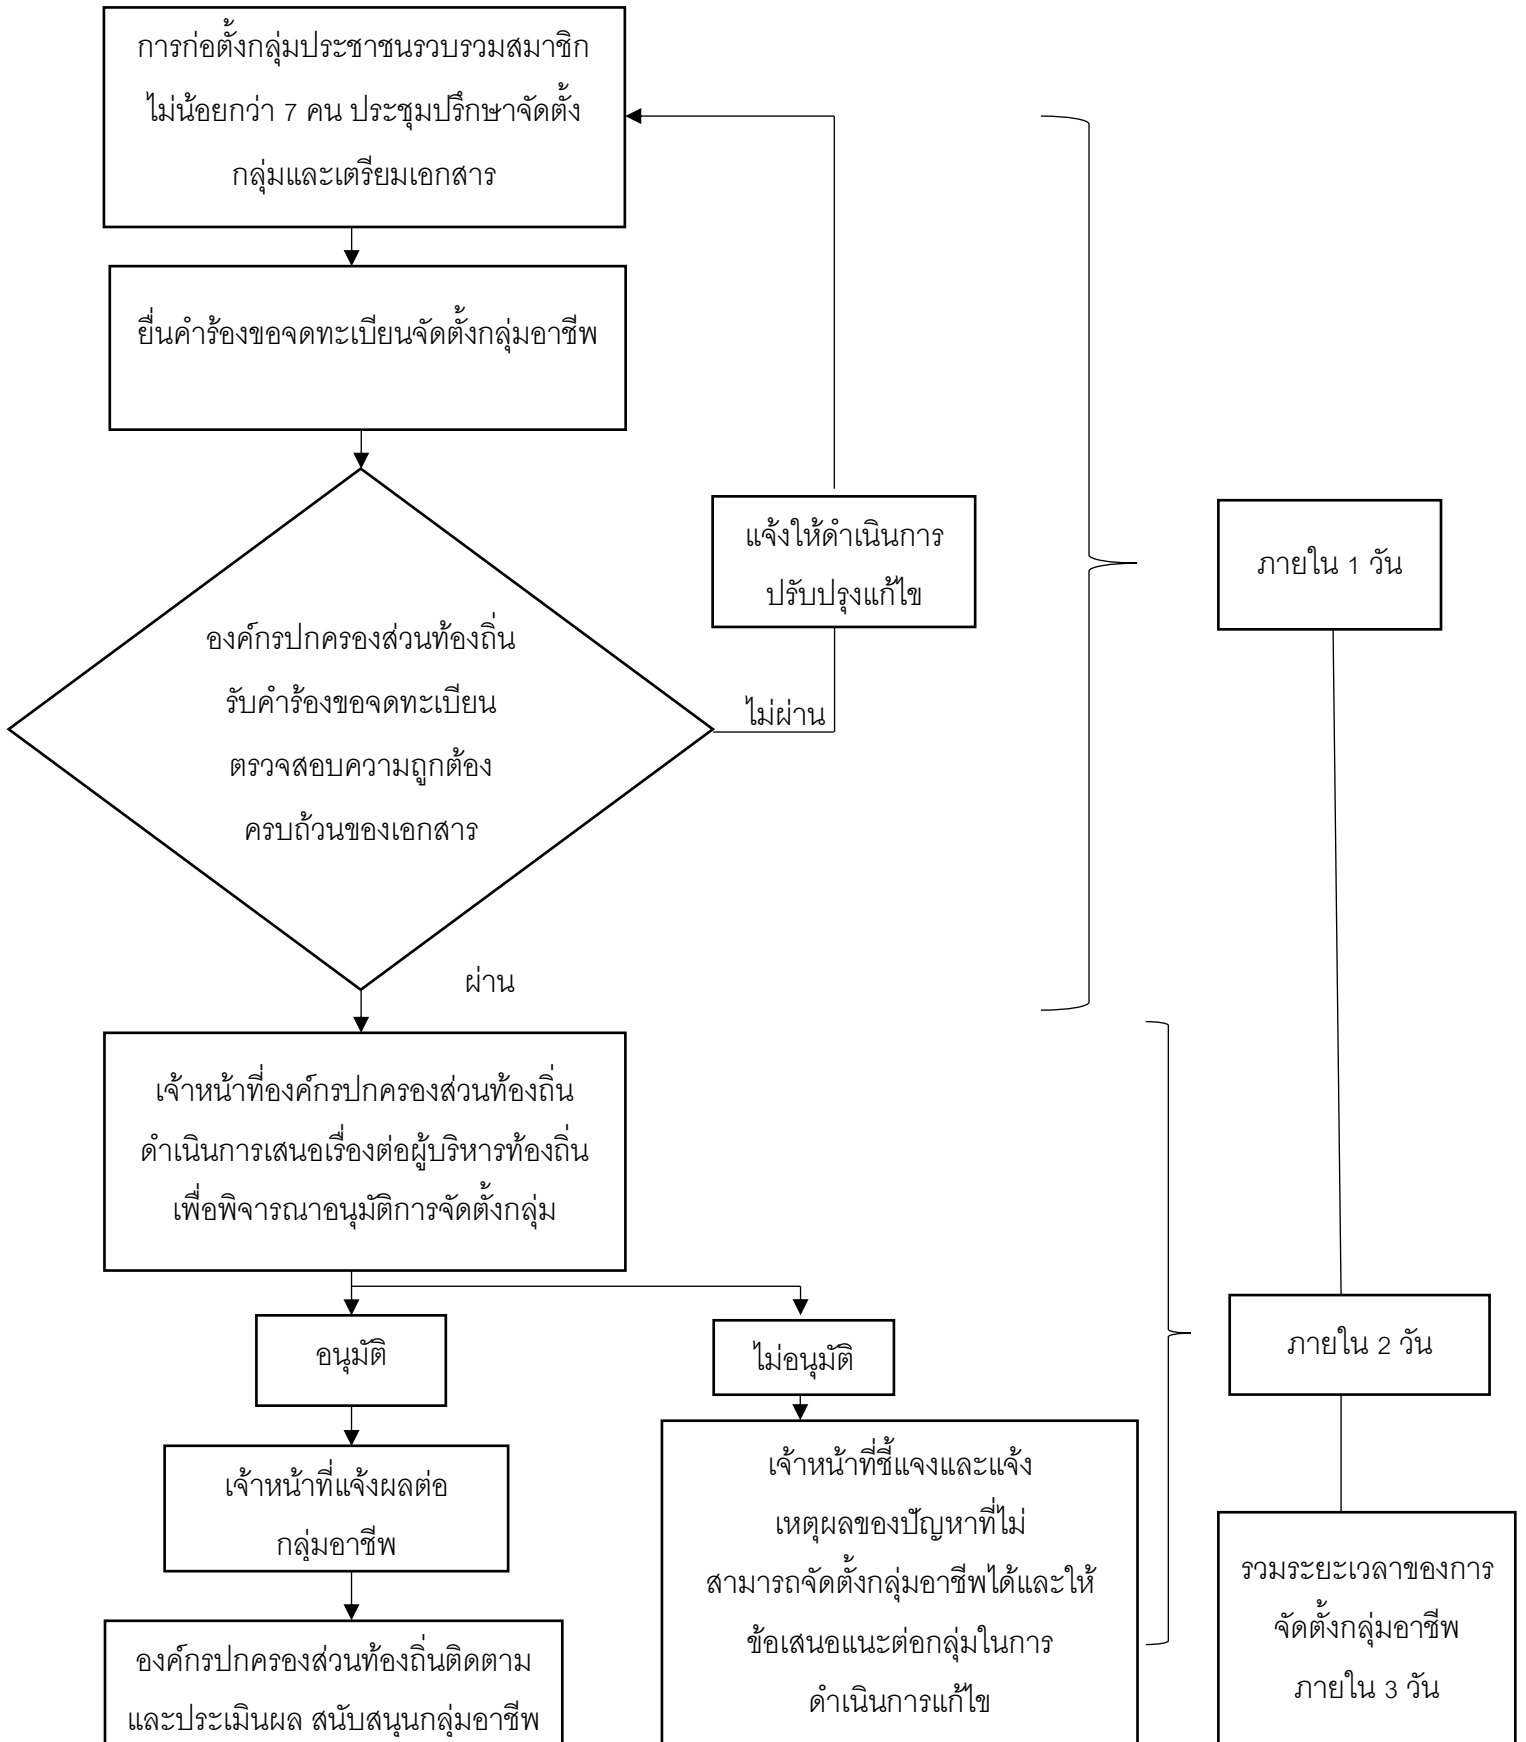 การก่อตั้งกลุ่มประชาชนรวบรวมสมาชิก
ไม่น้อยกว่า 7 คน ประชุมปรึกษาจัดตั้ง
กลุ่มและเตรียมเอกสาร
ยื่นคำร้องขอจดทะเบียนจัดตั้งกลุ่มอาชีพ
แจ้งให้ดำเนินการ
ปรับปรุงแก้ไข
ภายใน 1 วัน
องค์กรปกครองส่วนท้องถิ่น
รับคำร้องขอจดทะเบียน
ตรวจสอบความถูกต้อง
ครบถ้วนของเอกสาร
ไม่ผ่าน
ผ่าน
เจ้าหน้าที่องค์กรปกครองส่วนท้องถิ่น
ดำเนินการเสนอเรื่องต่อผู้บริหารท้องถิ่น
เพื่อพิจารณาอนุมัติการจัดตั้งกลุ่ม
อนุมัติ
ไม่อนุมัติ
ภายใน 2 วัน
เจ้าหน้าที่แจ้งผลต่อ
กลุ่มอาชีพ
เจ้าหน้าที่ชี้แจงและแจ้ง
เหตุผลของปัญหาที่ไม่
สามารถจัดตั้งกลุ่มอาชีพได้และให้
ข้อเสนอแนะต่อกลุ่มในการ
ดำเนินการแก้ไข
รวมระยะเวลาของการ
จัดตั้งกลุ่มอาชีพ
ภายใน 3 วัน
องค์กรปกครองส่วนท้องถิ่นติดตาม
และประเมินผล สนับสนุนกลุ่มอาชีพ